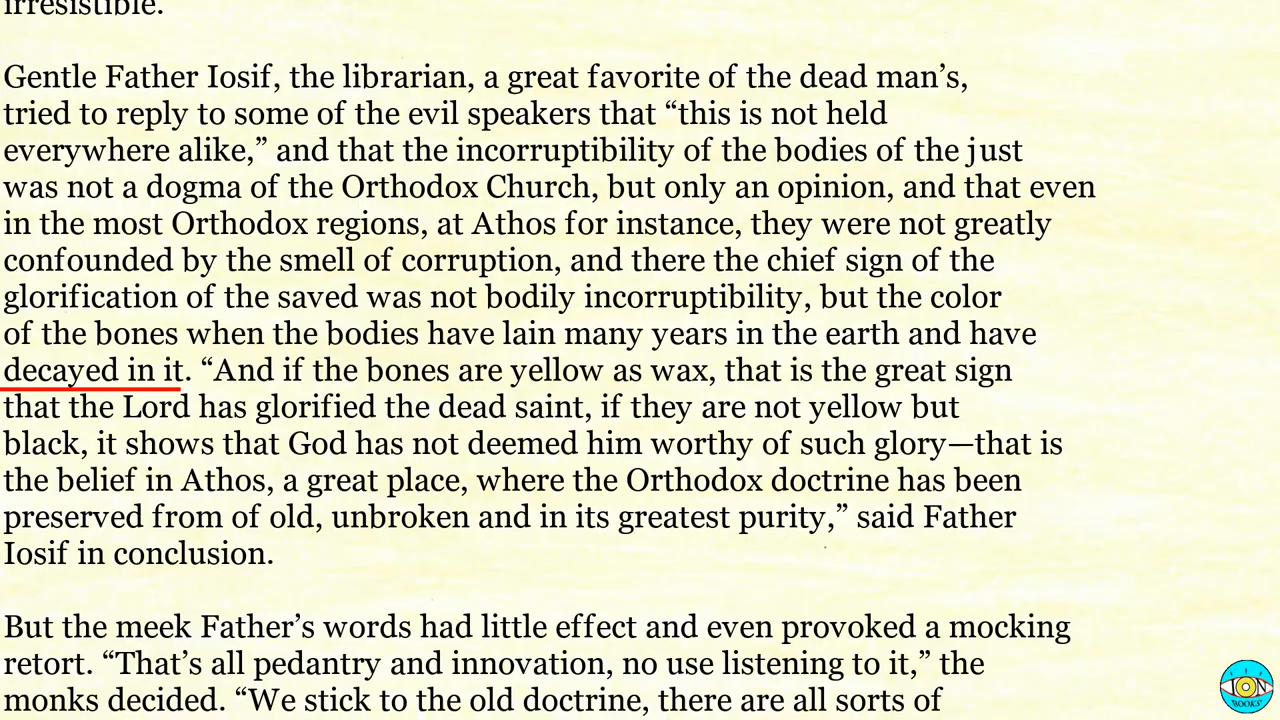 irresistible.
Gentle Father Iosif, the librarian, a great favorite of the dead man’s,
tried to reply to some of the evil speakers that “this is not held
everywhere alike,” and that the incorruptibility of the bodies of the just
was not a dogma of the Orthodox Church, but only an opinion, and that even
in the most Orthodox regions, at Athos for instance, they were not greatly
confounded by the smell of corruption, and there the chief sign of the
glorification of the saved was not bodily incorruptibility, but the color
of the bones when the bodies have lain many years in the earth and have
decayed in it. “And if the bones are yellow as wax, that is the great sign
that the Lord has glorified the dead saint, if they are not yellow but
black, it shows that God has not deemed him worthy of such glory—that is
the belief in Athos, a great place, where the Orthodox doctrine has been
preserved from of old, unbroken and in its greatest purity,” said Father
Iosif in conclusion.
But the meek Father’s words had little effect and even provoked a mocking
retort. “That’s all pedantry and innovation, no use listening to it,” the
monks decided. “We stick to the old doctrine, there are all sorts of
ION
BOOKS